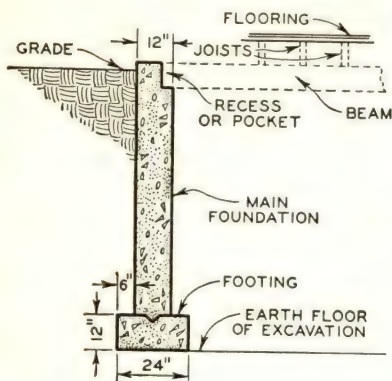 FLOORING
12"
JOISTS
GRADE
RECESS
OR POCKET
BEAM
MAIN
FOUNDATION
6"
FOOTING
12"
EARTH FLOOR
OF EXCAVATION
24"